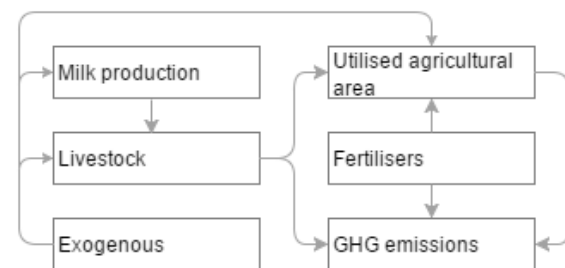 Milk production
Utilised agricultural
area
Livestock
Fertilisers
Exogenous
GHG emissions